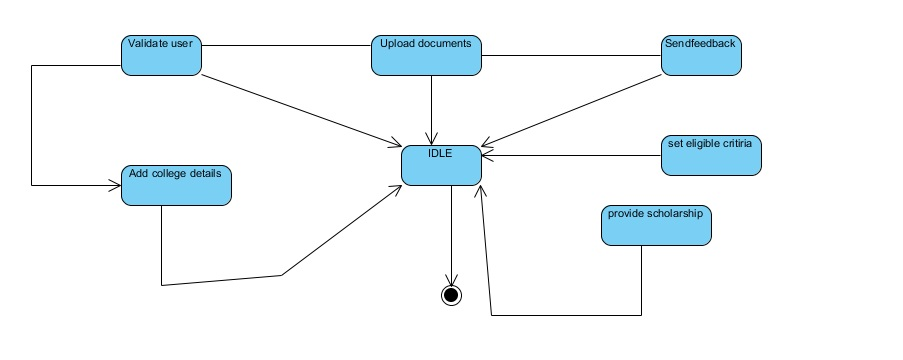 Validate user
Upload documents
Sendfeedback
set eligible critiria
IDLE
Add college details
provide scholarship